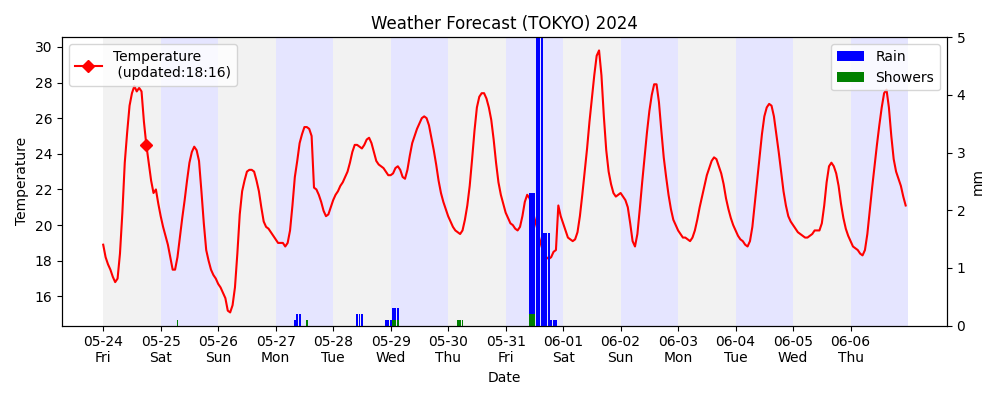 Weather Forecast (TOKYO) 2024
Temperature
(updated:18:16)
Rain
Showers
30
28
26
24
22
20
18
16
Temperature
5
4
3
2
1
0
mm
05-24 05-25 05-26 05-27 05-28 05-29 05-30 05-31 06-01 06-02 06-03 06-04 06-05 06-06
Fri Sat Sun Mon Tue Wed Thu Fri Sat Sun Mon Tue Wed Thu
Date